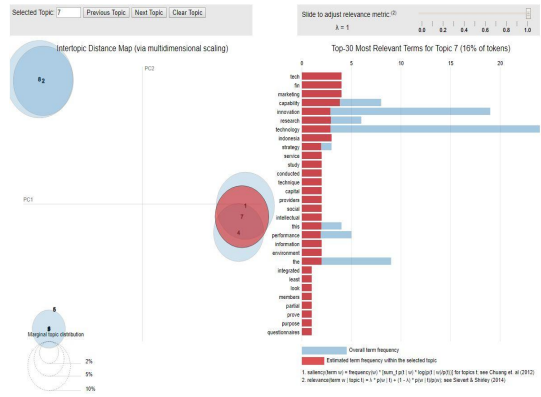 Selected Topic: 7 Previous Topic Next Topic Clear Topic
Slide to adjust relevance metric:(2)
λ = 1
0.0 0.2 0.4 0.6 0.8 1.0
Intertopic Distance Map (via multidimensional scaling)
PC2
PC1
8 2
1
7
4
5
Marginal topic distribution
2%
5%
10%
Top-30 Most Relevant Terms for Topic 7 (16% of tokens)
0 5 10 15 20
tech
fin
marketing
capability
innovation
research
technology
indonesia
strategy
service
study
conducted
technique
capital
providers
social
intellectual
this
performance
information
environment
the
integrated
least
look
members
partial
prove
purpose
questionnaires
Overall term frequency
Estimated term frequency within the selected topic
1. saliency(term w) = frequency(w) * [sum_t p(t | w) * log(p(t | w)/p(t))] for topics t; see Chuang et. al (2012)
2. relevance(term w | topic t) = λ * p(w | t) + (1 - λ) * p(w | t)/p(w); see Sievert & Shirley (2014)